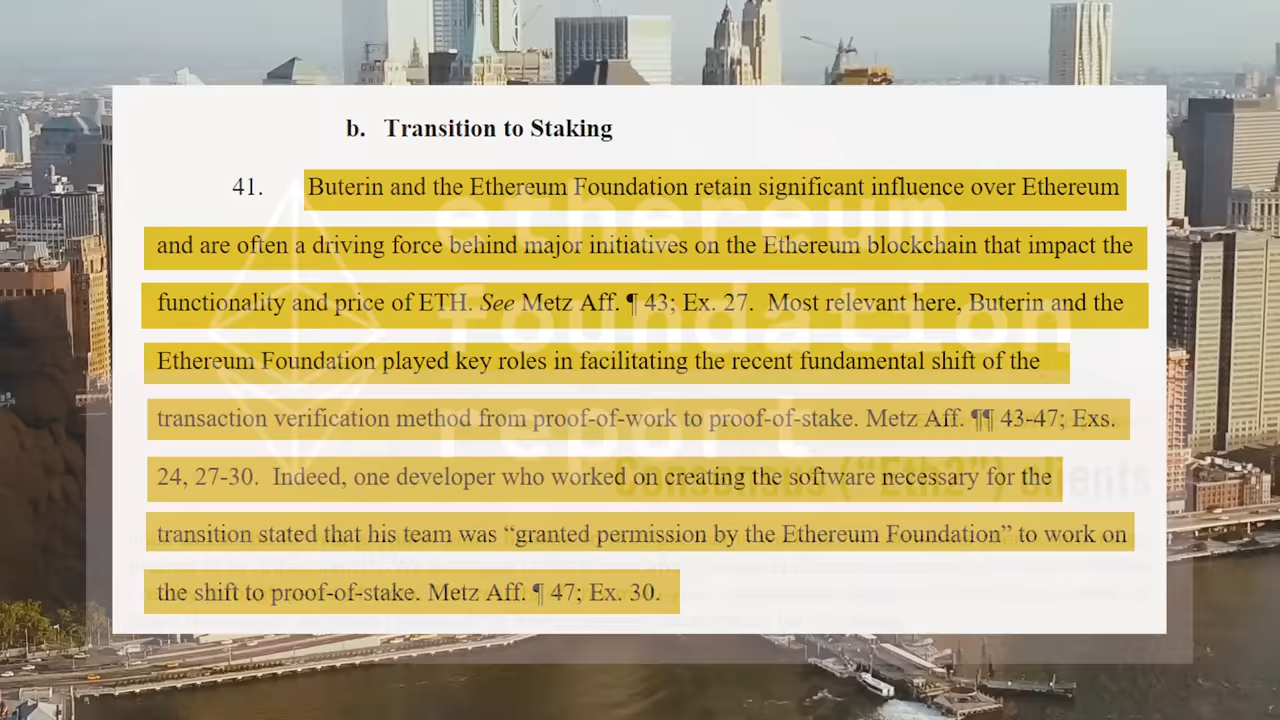 b. Transition to Staking
41. Buterin and the Ethereum Foundation retain significant influence over Ethereum
and are often a driving force behind major initiatives on the Ethereum blockchain that impact the
functionality and price of ETH. See Metz Aff. ¶ 43; Ex. 27. Most relevant here, Buterin and the
Ethereum Foundation played key roles in facilitating the recent fundamental shift of the
transaction verification method from proof-of-work to proof-of-stake. Metz Aff. ¶¶ 43-47; Exs.
24, 27-30. Indeed, one developer who worked on creating the software necessary for the
transition stated that his team was “granted permission by the Ethereum Foundation” to work on
the shift to proof-of-stake. Metz Aff. ¶ 47; Ex. 30.
ethereum
foundation
report
Consensus (“Eth2”) clients